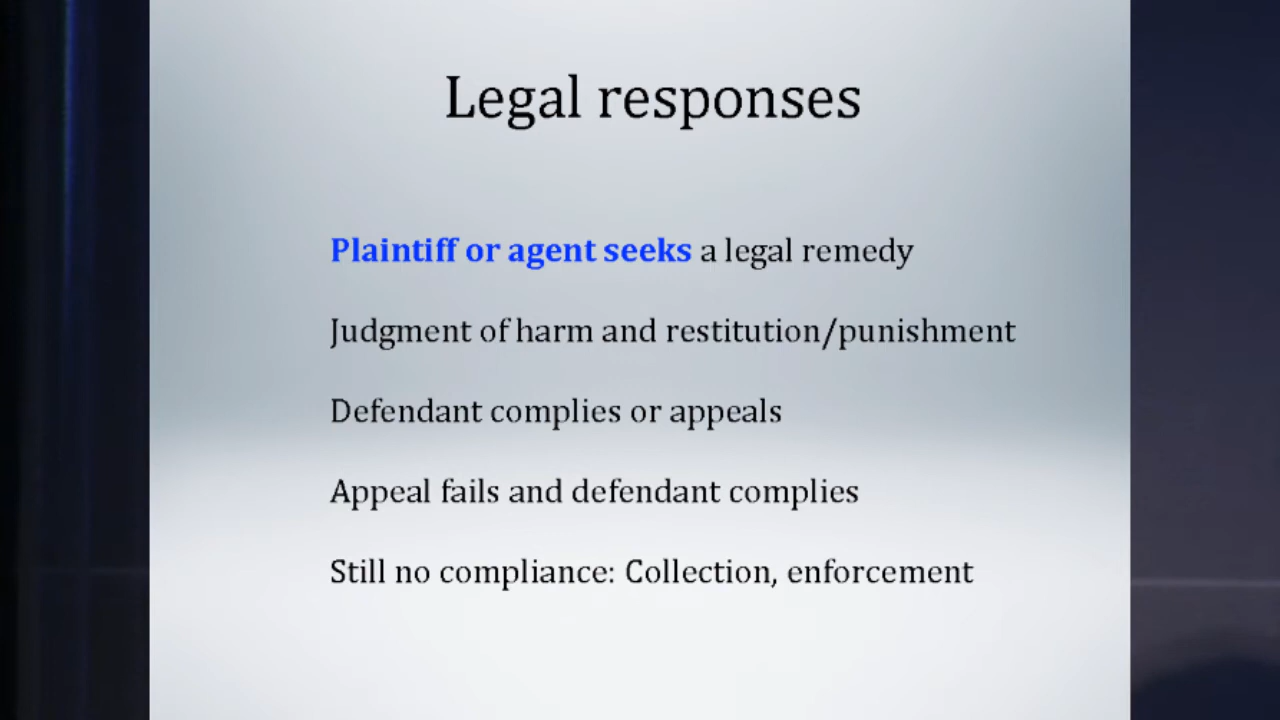 Legal responses
Plaintiff or agent seeks a legal remedy
Judgment of harm and restitution/punishment
Defendant complies or appeals
Appeal fails and defendant complies
Still no compliance: Collection, enforcement